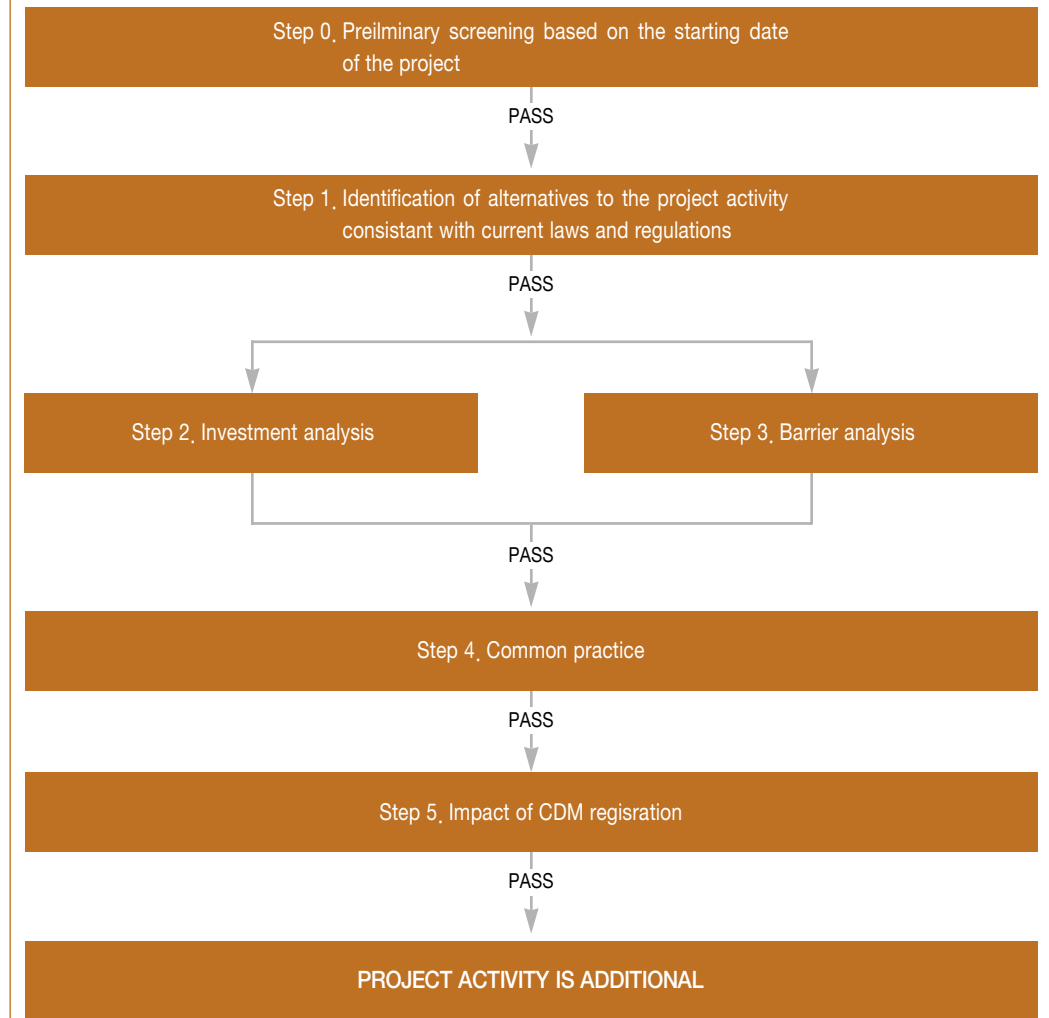 Step 0. Preilminary screening based on the starting date
of the project
PASS
Step 1. Identification of alternatives to the project activity
consistant with current laws and regulations
PASS
Step 2. Investment analysis
Step 3. Barrier analysis
PASS
Step 4. Common practice
PASS
Step 5. Impact of CDM regisration
PASS
PROJECT ACTIVITY IS ADDITIONAL